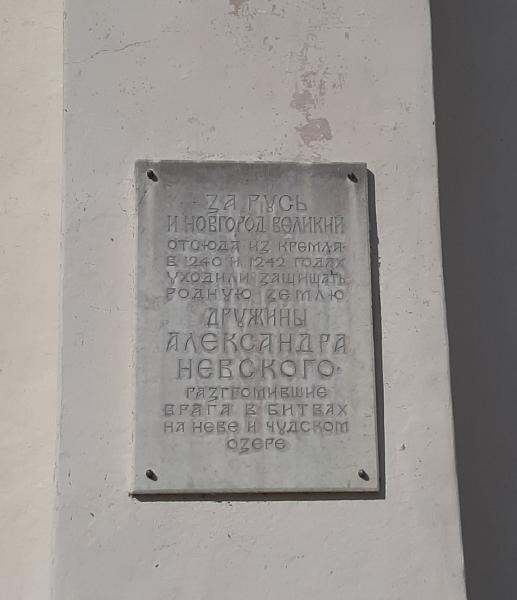 ЗА РУСЬ
И НОВГОРОД ВЕЛИКИЙ
ОТСЮДА ИЗ КРЕМЛЯ
В 1240 И 1242 ГОДАХ
УХОДИЛИ ЗАЩИЩАТЬ
РОДНУЮ ЗЕМЛЮ
ДРУЖИНЫ
АЛЕКСАНДРА
НЕВСКОГО·
РАЗГРОМИВШИЕ
ВРАГА В БИТВАХ
НА НЕВЕ И ЧУДСКОМ
ОЗЕРЕ